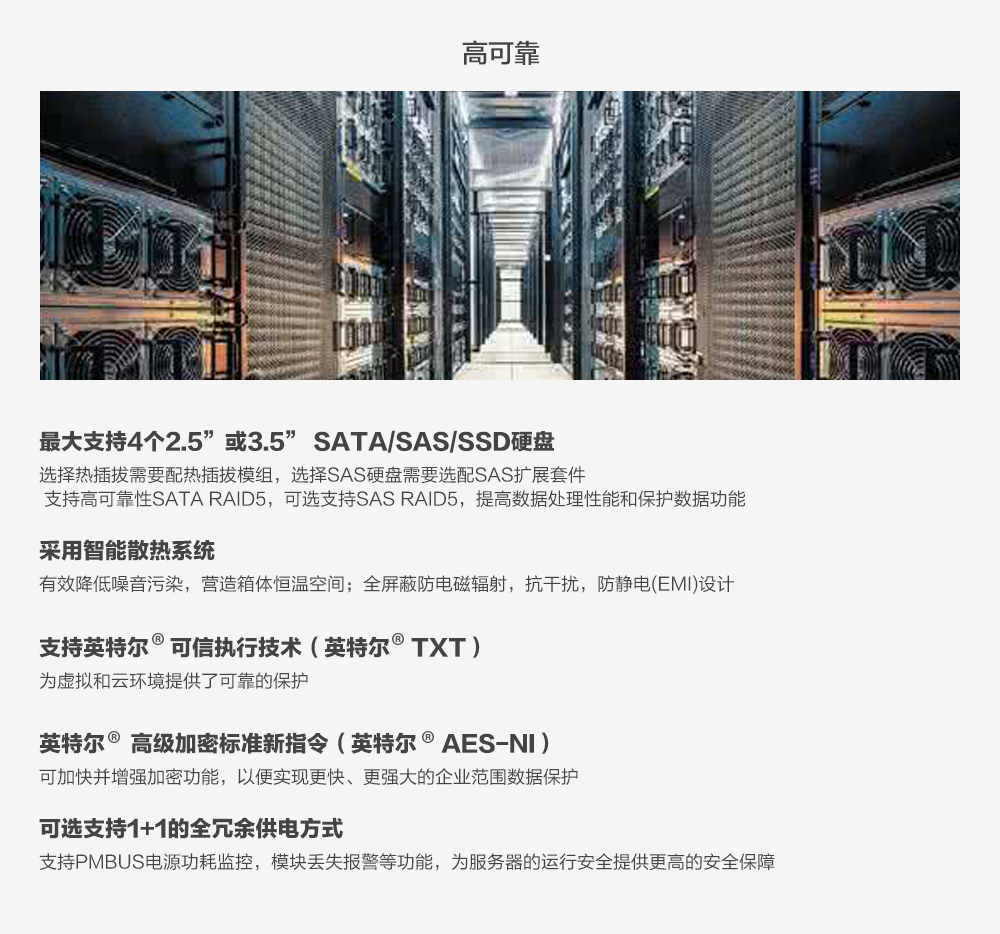 高可靠
最大支持4个2.5” 或3.5” SATA/SAS/SSD硬盘
选择热插拔需要配热插拔模组，选择SAS硬盘需要选配SAS扩展套件
支持高可靠性SATA RAID5，可选支持SAS RAID5，提高数据处理性能和保护数据功能
采用智能散热系统
有效降低噪音污染，营造箱体恒温空间；全屏蔽防电磁辐射，抗干扰，防静电(EMI)设计
支持英特尔® 可信执行技术（英特尔® TXT）
为虚拟和云环境提供了可靠的保护
英特尔® 高级加密标准新指令（英特尔® AES-NI）
可加快并增强加密功能，以便实现更快、更强大的企业范围数据保护
可选支持1+1的全冗余供电方式
支持PMBUS电源功耗监控，模块丢失报警等功能，为服务器的运行安全提供更高的安全保障